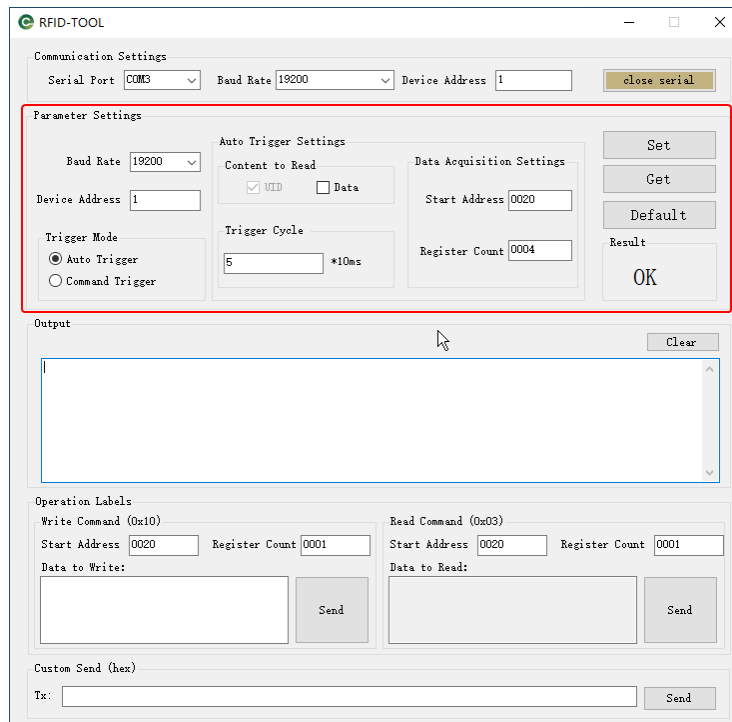 RFID-TOOL
Communication Settings
Serial Port COM3 Baud Rate 19200 Device Address 1 close serial
Parameter Settings
Baud Rate 19200
Device Address 1
Trigger Mode
Auto Trigger
Command Trigger
Auto Trigger Settings
Content to Read
UID Data
Trigger Cycle
5 *10ms
Data Acquisition Settings
Start Address 0020
Register Count 0004
Set
Get
Default
Result
OK
Output
Clear
Operation Labels
Write Command (0x10)
Start Address 0020 Register Count 0001
Data to Write:
Send
Read Command (0x03)
Start Address 0020 Register Count 0001
Data to Read:
Send
Custom Send (hex)
Tx: Send